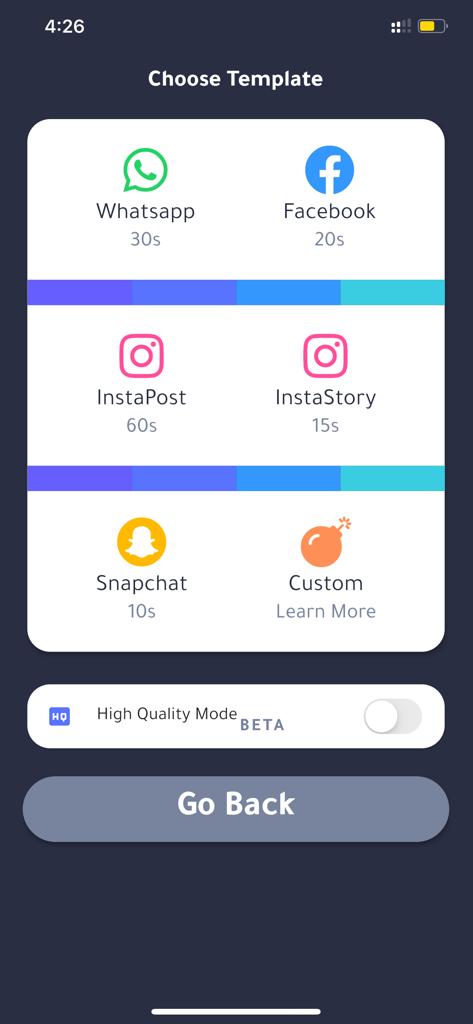 4:26
Choose Template
Whatsapp
30s
Facebook
20s
InstaPost
60s
InstaStory
15s
Snapchat
10s
Custom
Learn More
HQ
High Quality Mode BETA
Go Back